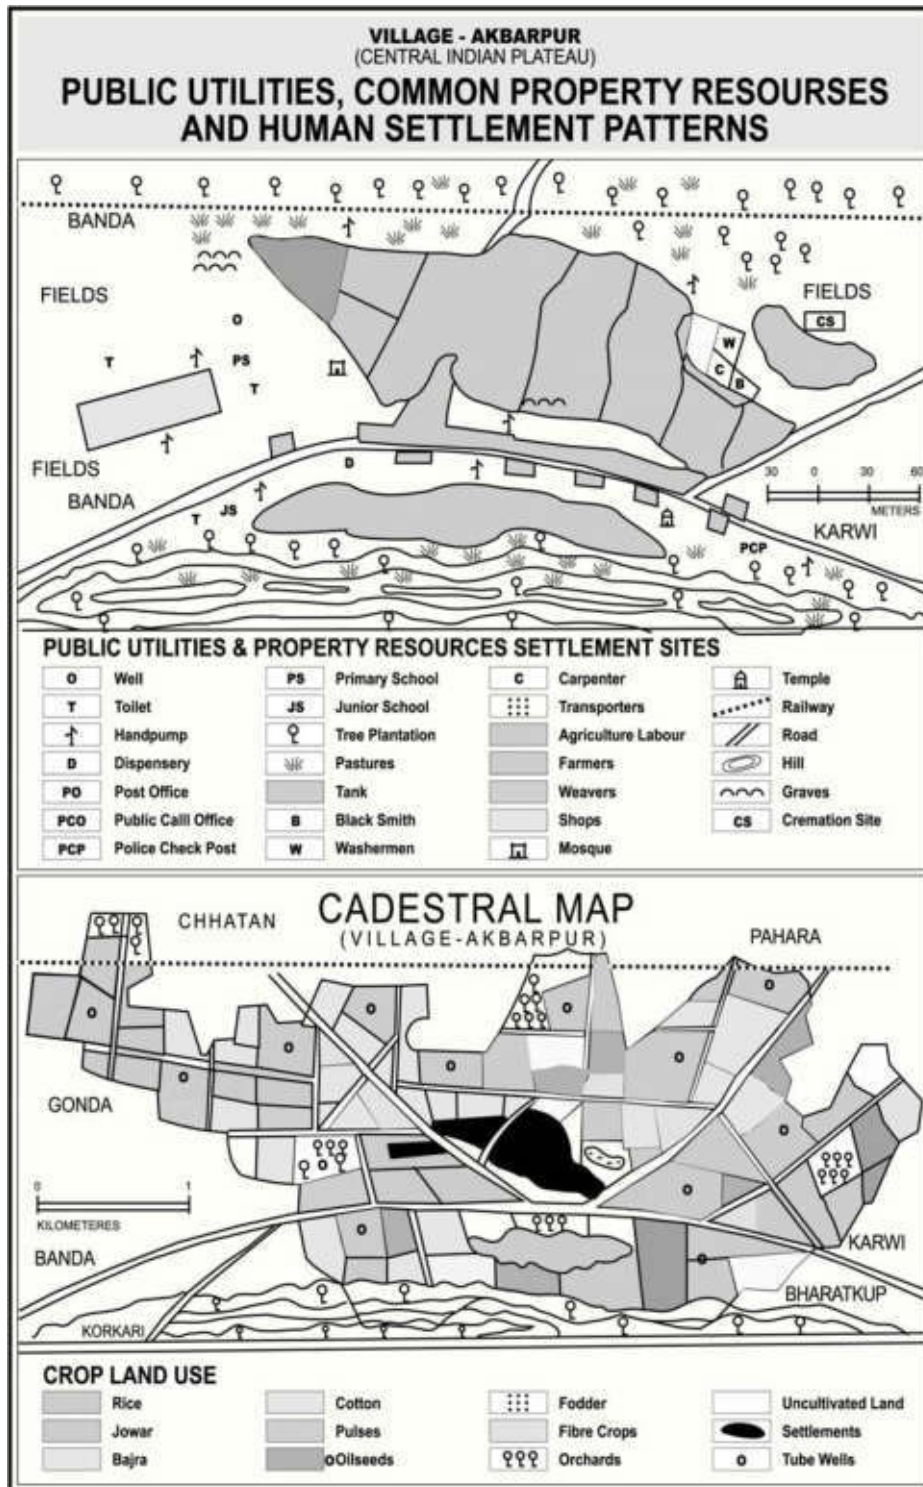 VILLAGE - AKBARPUR
(CENTRAL INDIAN PLATEAU)
PUBLIC UTILITIES, COMMON PROPERTY RESOURSES
AND HUMAN SETTLEMENT PATTERNS
BANDA
FIELDS
FIELDS
CS
O
W
T
PS
C
B
T
FIELDS
D
BANDA
30 0 30 60
METERS
JS
T
KARWI
PCP
PUBLIC UTILITIES & PROPERTY RESOURCES SETTLEMENT SITES
O Well PS Primary School C Carpenter Temple
T Toilet JS Junior School Transporters Railway
Handpump Tree Plantation Agriculture Labour Road
D Dispensery Pastures Farmers Hill
PO Post Office Tank Weavers Graves
PCO Public Calll Office B Black Smith Shops CS Cremation Site
PCP Police Check Post W Washermen Mosque
CADESTRAL MAP
(VILLAGE-AKBARPUR)
CHHATAN
PAHARA
GONDA
0 1
KILOMETERES
BANDA
KARWI
BHARATKUP
KORKARI
CROP LAND USE
Rice Cotton Fodder Uncultivated Land
Jowar Pulses Fibre Crops Settlements
Bajra Oilseeds Orchards Tube Wells